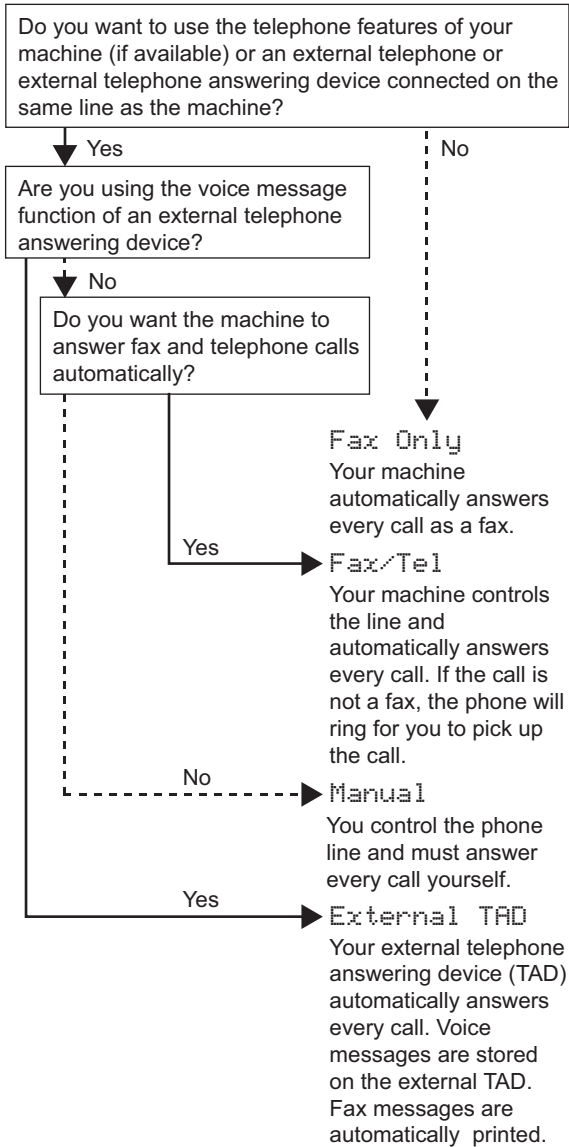 Do you want to use the telephone features of your
machine (if available) or an external telephone or
external telephone answering device connected on the
same line as the machine?
Yes
No
Are you using the voice message
function of an external telephone
answering device?
No
Do you want the machine to
answer fax and telephone calls
automatically?
Fax Only
Your machine
automatically answers
every call as a fax.
Yes
Fax/Tel
Your machine controls
the line and
automatically answers
every call. If the call is
not a fax, the phone will
ring for you to pick up
the call.
No
Manual
You control the phone
line and must answer
every call yourself.
Yes
External TAD
Your external telephone
answering device (TAD)
automatically answers
every call. Voice
messages are stored
on the external TAD.
Fax messages are
automatically printed.